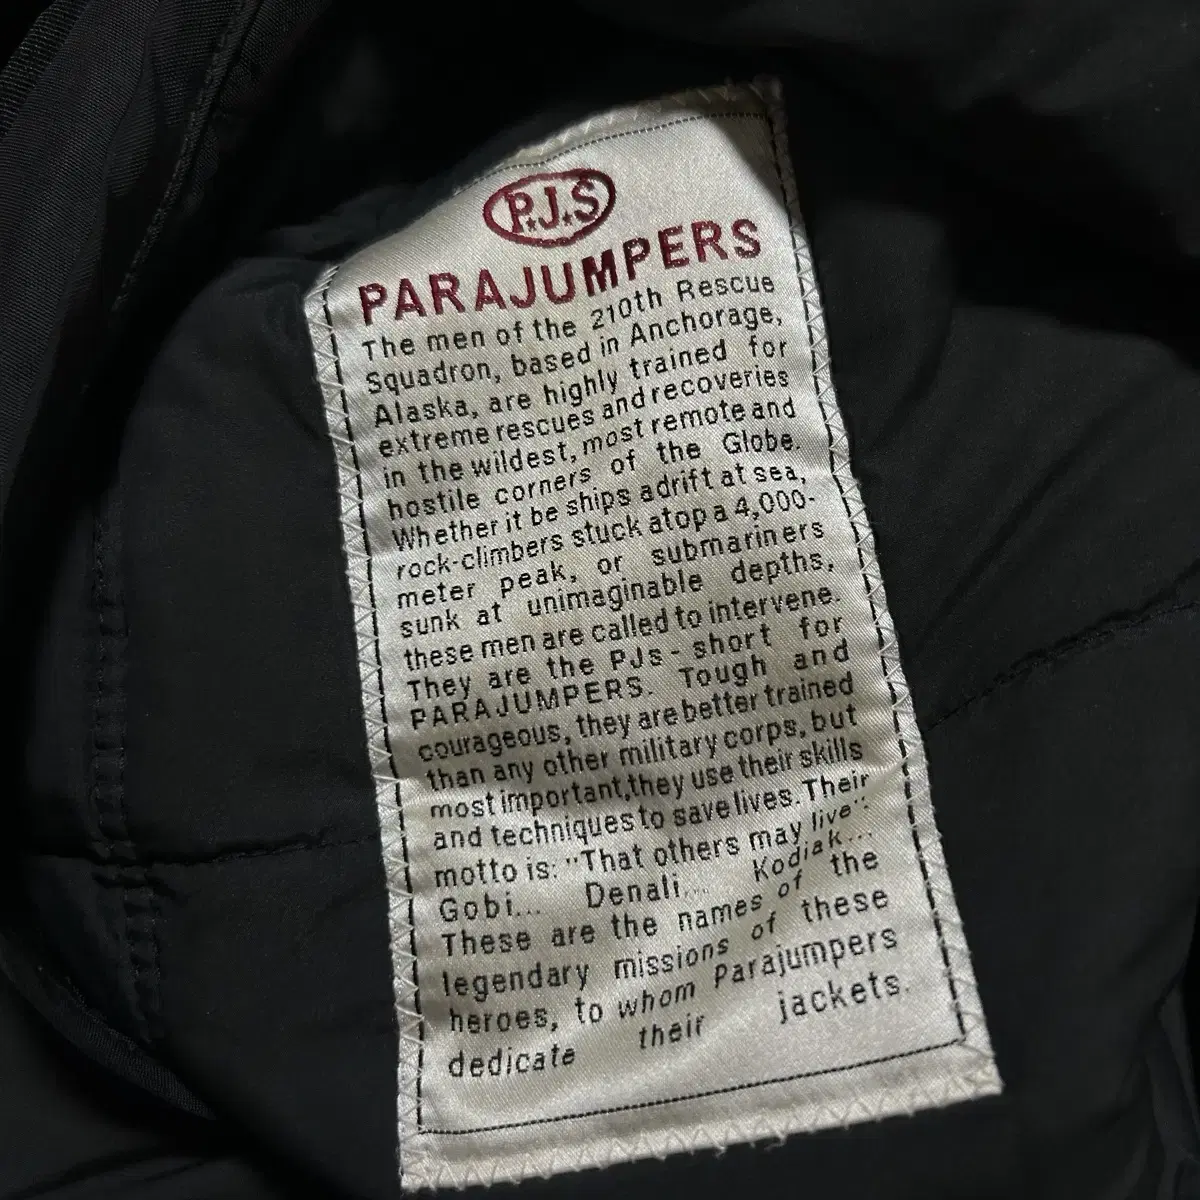 P.J.S
PARAJUMPERS
The men of the 210th Rescue
Squadron, based in Anchorage,
Alaska, are highly trained for
extreme rescues and recoveries
in the wildest, most remote and
hostile corners of the Globe.
Whether it be ships adrift at sea,
rock-climbers stuck atop a 4,000-
meter peak, or submariners
sunk at unimaginable depths,
these men are called to intervene.
They are the PJs - short for
PARAJUMPERS. Tough and
courageous, they are better trained
than any other military corps, but
most important, they use their skills
and techniques to save lives. Their
motto is: "That others may live".
Gobi... Denali... Kodiak...
These are the names of the
legendary missions of these
heroes, to whom Parajumpers
dedicate their jackets.